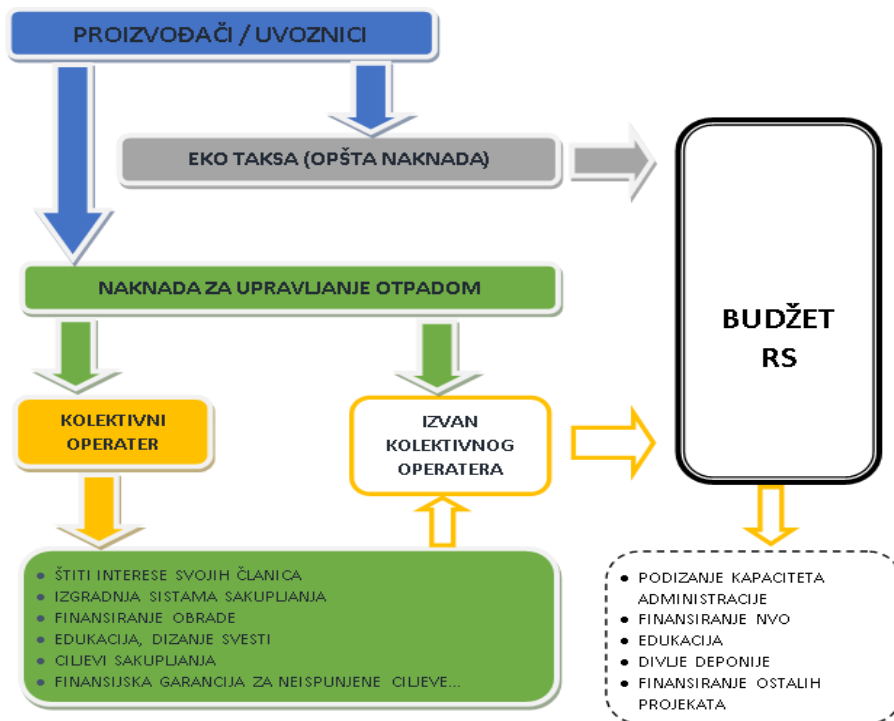 PROIZVOĐAČI / UVOZNICI
EKO TAKSA (OPŠTA NAKNADA)
NAKNADA ZA UPRAVLJANJE OTPADOM
BUDŽET
RS
KOLEKTIVNI
OPERATER
IZVAN
KOLEKTIVNOG
OPERATERA
• ŠTITI INTERESE SVOJIH ČLANICA
• IZGRADNJA SISTAMA SAKUPLJANJA
• FINANSIRANJE OBRADE
• EDUKACIJA, DIZANJE SVESTI
• CILJEVI SAKUPLJANJA
• FINANSIJSKA GARANCIJA ZA NEISPUNJENE CILJEVE...
• PODIZANJE KAPACITETA
ADMINISTRACIJE
• FINANSIRANJE NVO
• EDUKACIJA
• DIVLJE DEPONIJE
• FINANSIRANJE OSTALIH
PROJEKATA